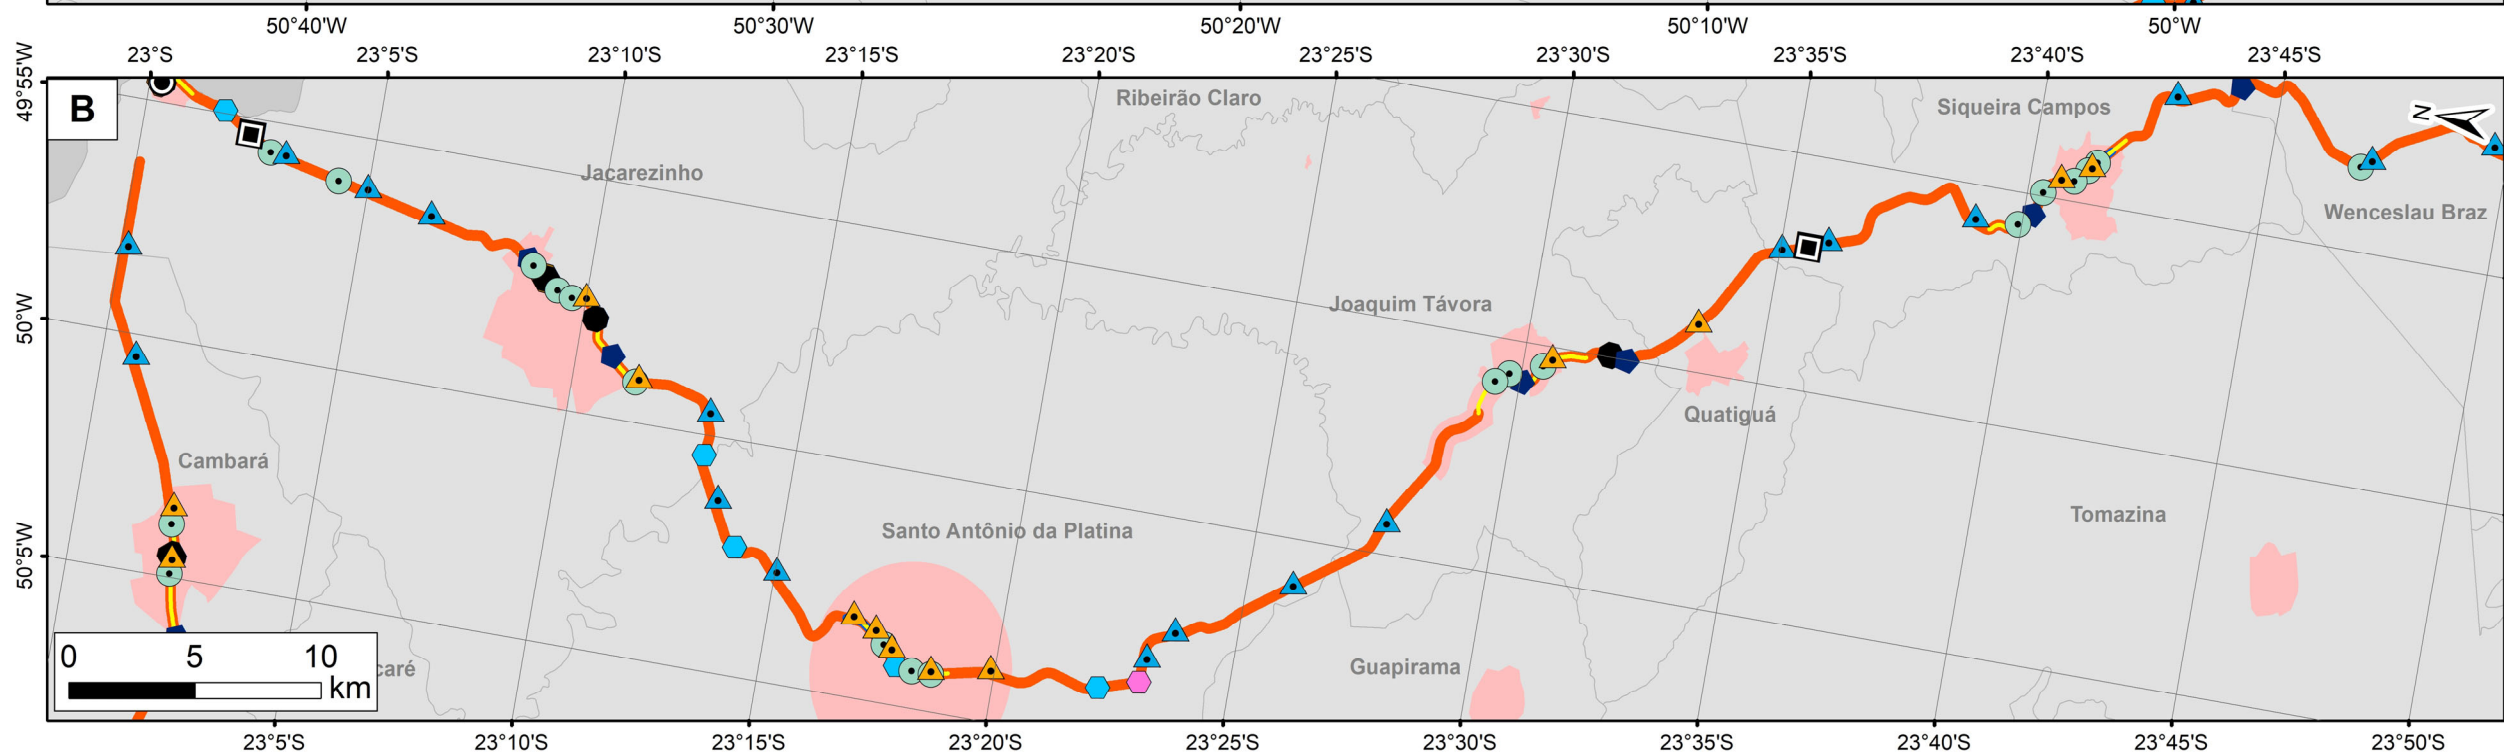 50°40'W 50°30'W 50°20'W 50°10'W 50°W
23°S 23°5'S 23°10'S 23°15'S 23°20'S 23°25'S 23°30'S 23°35'S 23°40'S 23°45'S
49°55'W
B
Ribeirão Claro
Siqueira Campos
N
Jacarezinho
Wenceslau Braz
50°W
Joaquim Távora
Quatiguá
Cambará
Tomazina
Santo Antônio da Platina
50°5'W
0 5 10
km
caré
Guapirama
23°5'S 23°10'S 23°15'S 23°20'S 23°25'S 23°30'S 23°35'S 23°40'S 23°45'S 23°50'S